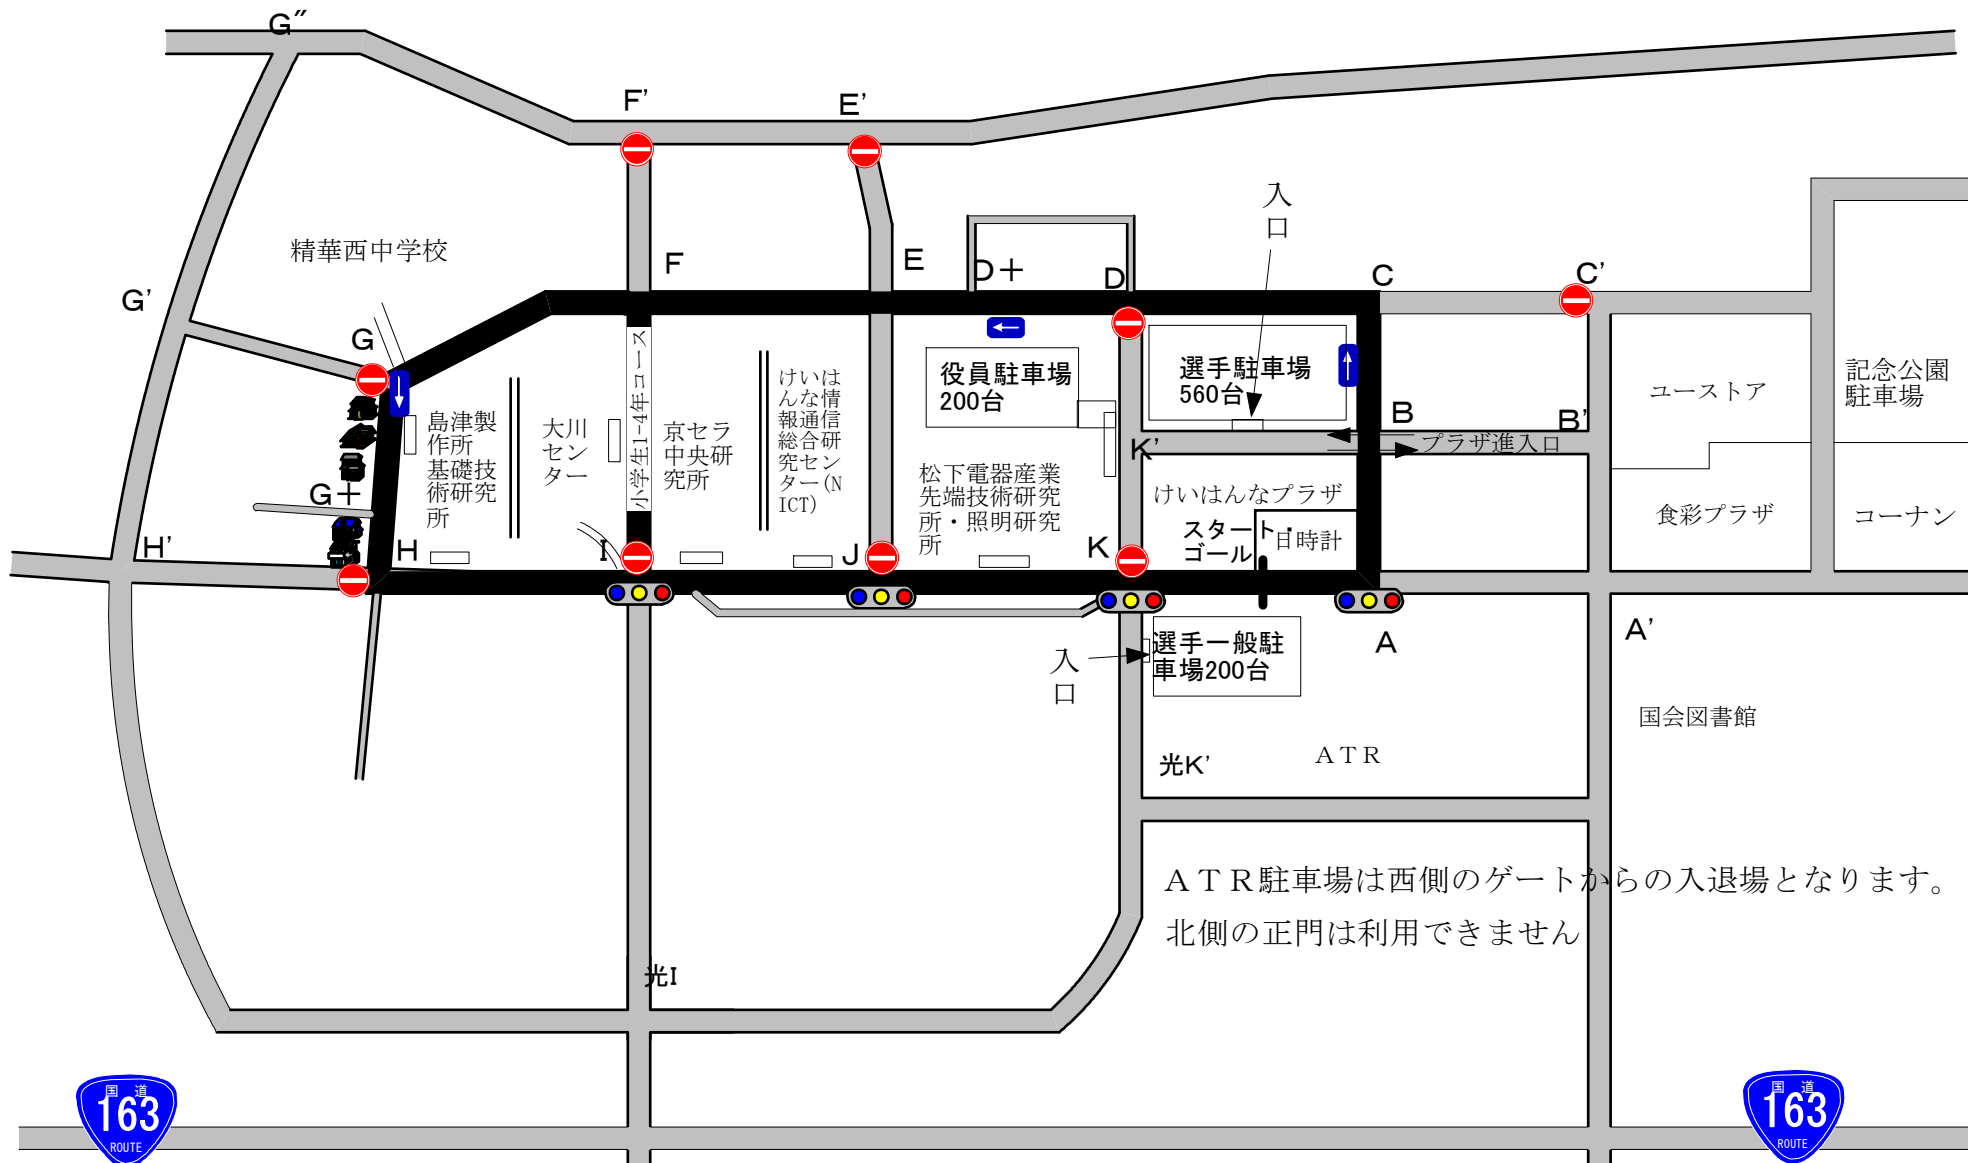 G″
F'
E'
入
口
精華西中学校
F
E
D＋
D
C
C'
G'
G
役員駐車場
200台
選手駐車場
560台
ユーストア
記念公園
駐車場
B
B'
プラザ進入口
K'
島津製
作所
基礎技
術研究
所
大川
セン
ター
小学生1-4年コース
京セラ
中央研
究所
けいは
んな情
報通信
総合研
究セン
ター(N
ICT)
松下電器産業
先端技術研究
所・照明研究
所
けいはんなプラザ
スタート・
ゴール
日時計
食彩プラザ
コーナン
G＋
H'
H
I
J
K
A
A'
入
口
選手一般駐
車場200台
国会図書館
光K'
ＡＴＲ
ＡＴＲ駐車場は西側のゲートからの入退場となります。
北側の正門は利用できません
光I
国道
163
ROUTE
国道
163
ROUTE